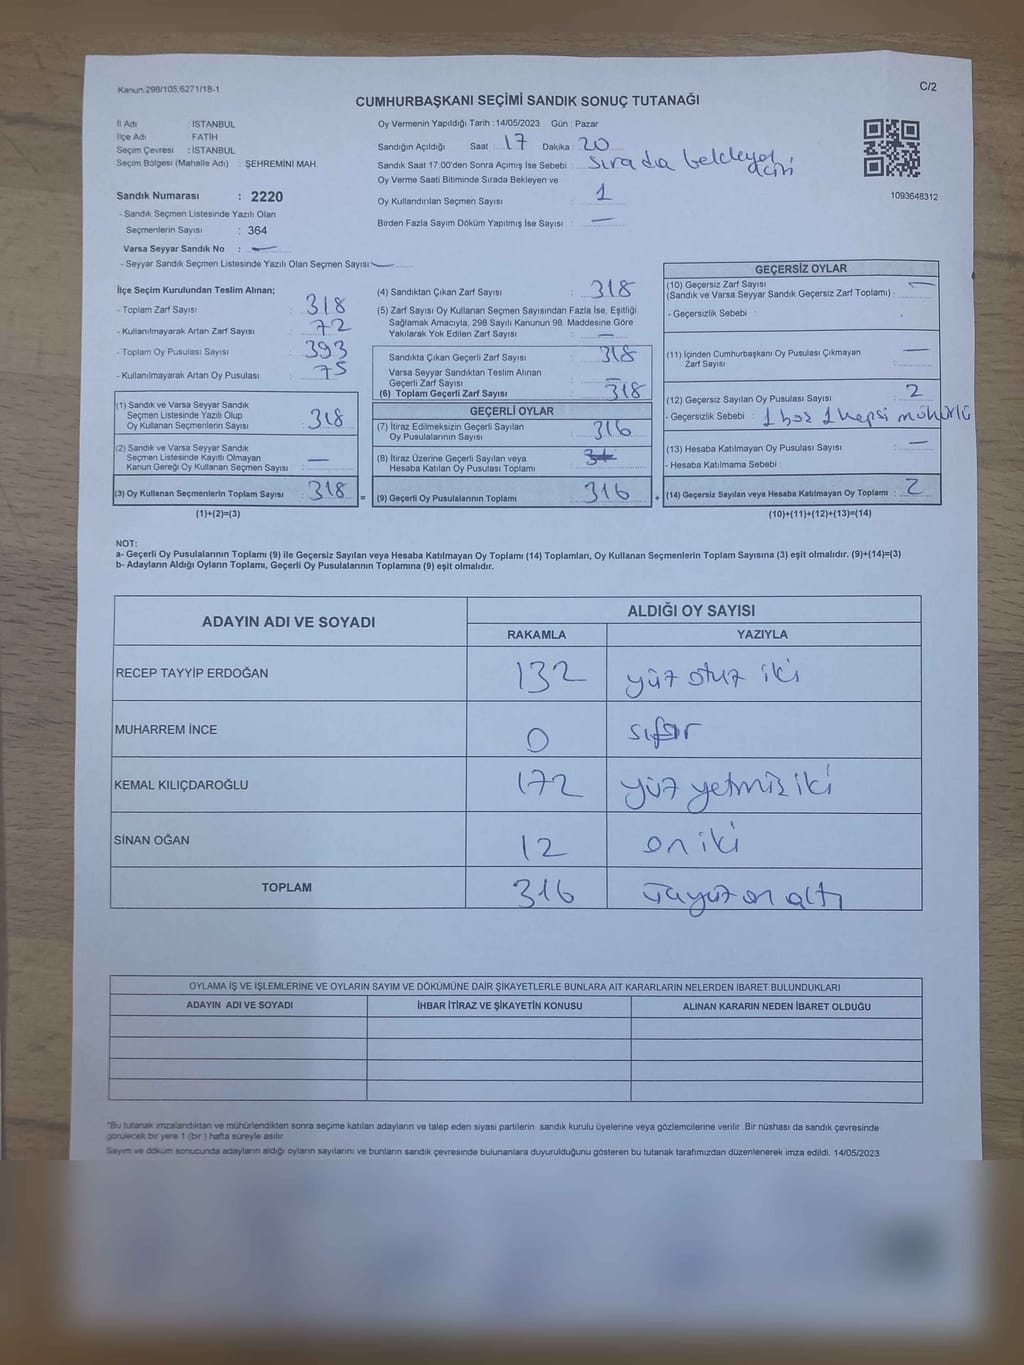 Kanun 298/105;6271/18-1
C/2
CUMHURBAŞKANI SEÇİMİ SANDIK SONUÇ TUTANAĞI
İl Adı : İSTANBUL
İlçe Adı : FATİH
Seçim Çevresi : İSTANBUL
Seçim Bölgesi (Mahalle Adı) : ŞEHREMİNİ MAH.
Sandık Numarası : 2220
- Sandık Seçmen Listesinde Yazılı Olan
Seçmenlerin Sayısı : 364
Varsa Seyyar Sandık No : —
- Seyyar Sandık Seçmen Listesinde Yazılı Olan Seçmen Sayısı: —
Oy Vermenin Yapıldığı Tarih : 14/05/2023 Gün : Pazar
Sandığın Açıldığı Saat : 17 Dakika : 20
Sandık Saat 17:00'den Sonra Açımış İse Sebebi : sırada
Oy Verme Saati Bitiminde Sırada Bekleyen ve
Oy Kullandırılan Seçmen Sayısı : 1
Birden Fazla Sayım Döküm Yapılmış İse Sayısı : —
1093648312
İlçe Seçim Kurulundan Teslim Alınan;
- Toplam Zarf Sayısı : 318
- Kullanılmayarak Artan Zarf Sayısı : 72
- Toplam Oy Pusulası Sayısı : 393
- Kullanılmayarak Artan Oy Pusulası : 75
(1) Sandık ve Varsa Seyyar Sandık
Seçmen Listesinde Yazılı Olup
Oy Kullanan Seçmenlerin Sayısı : 318
(2) Sandık ve Varsa Seyyar Sandık
Seçmen Listesinde Kayıtlı Olmayan
Kanun Gereği Oy Kullanan Seçmen Sayısı : —
(3) Oy Kullanan Seçmenlerin Toplam Sayısı : 318 =
(1)+(2)=(3)
(4) Sandıktan Çıkan Zarf Sayısı : 318
(5) Zarf Sayısı Oy Kullanan Seçmen Sayısından Fazla İse, Eşitliği
Sağlamak Amacıyla, 298 Sayılı Kanunun 98. Maddesine Göre
Yakılarak Yok Edilen Zarf Sayısı : —
Sandıkta Çıkan Geçerli Zarf Sayısı : 318
Varsa Seyyar Sandıktan Teslim Alınan
Geçerli Zarf Sayısı : —
(6) Toplam Geçerli Zarf Sayısı : 318
GEÇERLİ OYLAR
(7) İtiraz Edilmeksizin Geçerli Sayılan
Oy Pusulalarının Sayısı : 316
(8) İtiraz Üzerine Geçerli Sayılan veya
Hesaba Katılan Oy Pusulası Toplamı :
(9) Geçerli Oy Pusulalarının Toplamı : 316 +
GEÇERSİZ OYLAR
(10) Geçersiz Zarf Sayısı
(Sandık ve Varsa Seyyar Sandık Geçersiz Zarf Toplamı) : —
- Geçersizlik Sebebi :
(11) İçinden Cumhurbaşkanı Oy Pusulası Çıkmayan
Zarf Sayısı : —
(12) Geçersiz Sayılan Oy Pusulası Sayısı : 2
- Geçersizlik Sebebi : 1 boş 1 hepsi mühürlü
(13) Hesaba Katılmayan Oy Pusulası Sayısı : —
- Hesaba Katılmama Sebebi :
(14) Geçersiz Sayılan veya Hesaba Katılmayan Oy Toplamı : 2
(10)+(11)+(12)+(13)=(14)
NOT:
a- Geçerli Oy Pusulalarının Toplamı (9) ile Geçersiz Sayılan veya Hesaba Katılmayan Oy Toplamı (14) Toplamları, Oy Kullanan Seçmenlerin Toplam Sayısına (3) eşit olmalıdır. (9)+(14)=(3)
b- Adayların Aldığı Oyların Toplamı, Geçerli Oy Pusulalarının Toplamına (9) eşit olmalıdır.
ADAYIN ADI VE SOYADI ALDIĞI OY SAYISI
RAKAMLA YAZIYLA
RECEP TAYYİP ERDOĞAN 132 yüz otuz iki
MUHARREM İNCE 0 sıfır
KEMAL KILIÇDAROĞLU 172 yüz yetmiş iki
SİNAN OĞAN 12 on iki
TOPLAM 316 üçyüz on altı
OYLAMA İŞ VE İŞLEMLERİNE VE OYLARIN SAYIM VE DÖKÜMÜNE DAİR ŞİKAYETLERLE BUNLARA AİT KARARLARIN NELERDEN İBARET BULUNDUKLARI
ADAYIN ADI VE SOYADI İHBAR İTİRAZ VE ŞİKAYETİN KONUSU ALINAN KARARIN NEDEN İBARET OLDUĞU
"Bu tutanak imzalandıktan ve mühürlendikten sonra seçime katılan adayların ve talep eden siyasi partilerin sandık kurulu üyelerine veya gözlemcilerine verilir. Bir nüshası da sandık çevresinde
görülecek bir yere 1 (bir ) hafta süreyle asılır
Sayım ve döküm sonucunda adayların aldığı oyların sayılarını ve bunların sandık çevresinde bulunanlara duyurulduğunu gösteren bu tutanak tarafımızdan düzenlenerek imza edildi. 14/05/2023